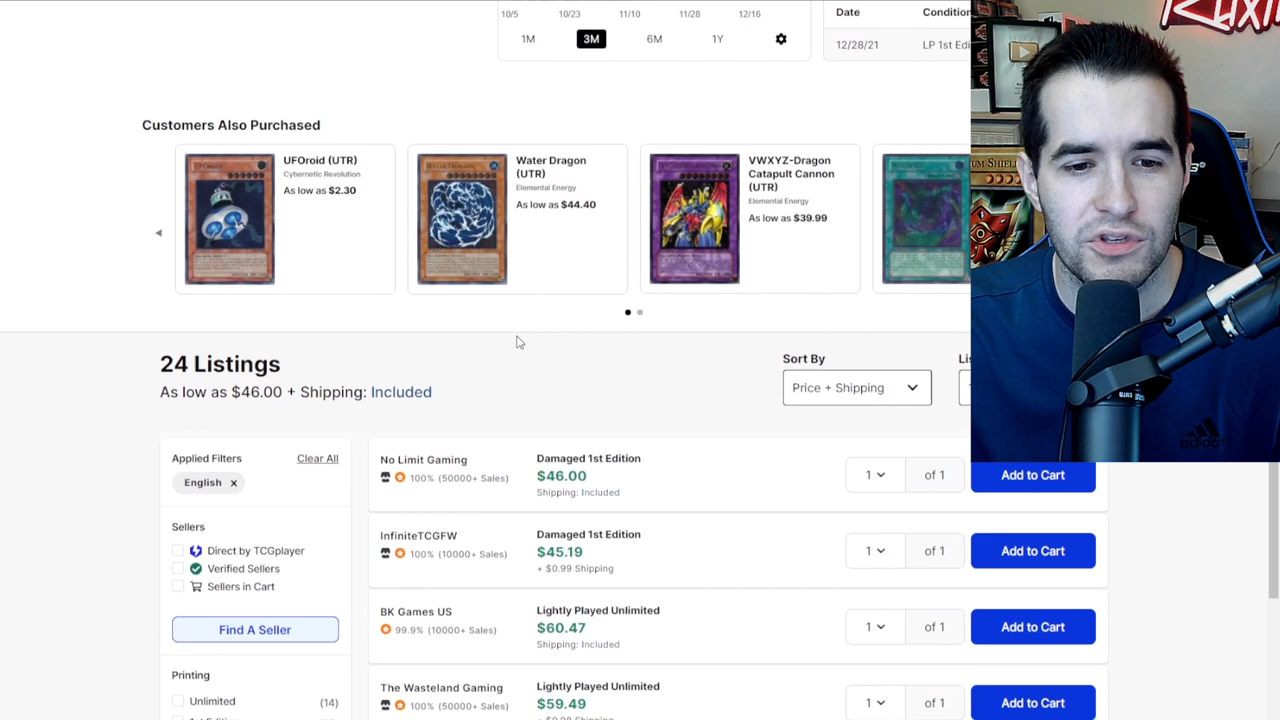 10/5 10/23 11/10 11/28 12/16
1M 3M 6M 1Y
Date
12/28/21 LP 1st
Customers Also Purchased
UFOroid (UTR)
Cybernetic Revolution
As low as $2.30
Water Dragon
(UTR)
Elemental Energy
As low as $44.40
VWXYZ-Dragon
Catapult Cannon
(UTR)
Elemental Energy
As low as $39.99
24 Listings
As low as $46.00 + Shipping: Included
Sort By
Price + Shipping
Applied Filters Clear All
English x
Sellers
Direct by TCGplayer
Verified Sellers
Sellers in Cart
Find A Seller
Printing
Unlimited (14)
No Limit Gaming
100% (50000+ Sales)
Damaged 1st Edition
$46.00
Shipping: Included
1 of 1
Add to Cart
InfiniteTCGFW
100% (10000+ Sales)
Damaged 1st Edition
$45.19
+ $0.99 Shipping
1 of 1
Add to Cart
BK Games US
99.9% (10000+ Sales)
Lightly Played Unlimited
$60.47
Shipping: Included
1 of 1
Add to Cart
The Wasteland Gaming
100% (50000+ Sales)
Lightly Played Unlimited
$59.49
1 of 1
Add to Cart
adidas